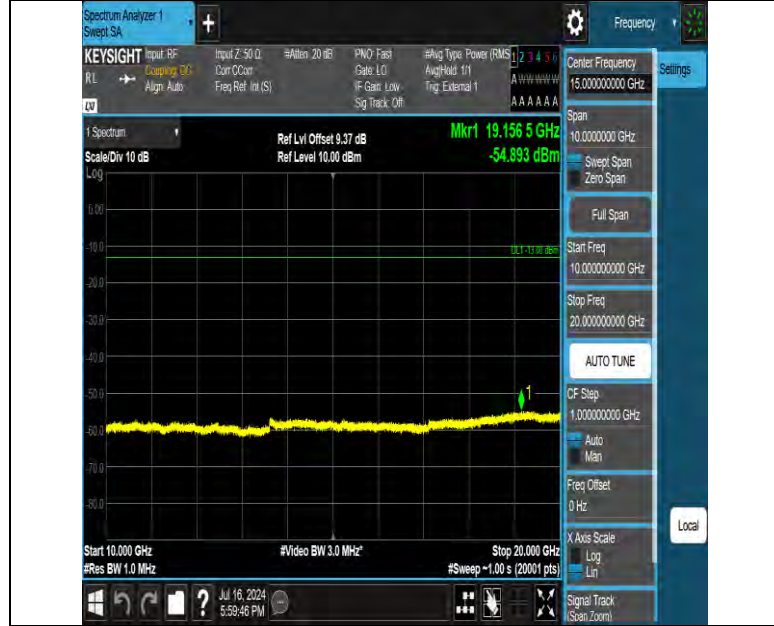 Spectrum Analyzer 1
Swept SA
+
Frequency
KEYSIGHT
RL
Input: RF
Coupling: DC
Align: Auto
Input Z: 50 Ω
Corr CCorr
Freq Ref: Int (S)
#Atten: 20 dB
PNO: Fast
Gate: LO
IF Gain: Low
Sig Track: Off
#Avg Type: Power (RMS
Avg|Hold: 1/1
Trig: External 1
1 2 3 4 5 6
A W W W W W
A A A A A A
LXI
1 Spectrum
Scale/Div 10 dB
Log
Ref Lvl Offset 9.37 dB
Ref Level 10.00 dBm
Mkr1 19.156 5 GHz
-54.893 dBm
0.00
-10.0
DL1 -13.00 dBm
-20.0
-30.0
-40.0
-50.0
1
-60.0
-70.0
-80.0
Start 10.000 GHz
#Res BW 1.0 MHz
#Video BW 3.0 MHz*
Stop 20.000 GHz
#Sweep ~1.00 s (20001 pts)
?
Jul 16, 2024
5:59:46 PM
Center Frequency
15.000000000 GHz
Settings
Span
10.0000000 GHz
Swept Span
Zero Span
Full Span
Start Freq
10.000000000 GHz
Stop Freq
20.000000000 GHz
AUTO TUNE
CF Step
1.000000000 GHz
Auto
Man
Freq Offset
0 Hz
X Axis Scale
Log
Lin
Local
Signal Track
(Span Zoom)